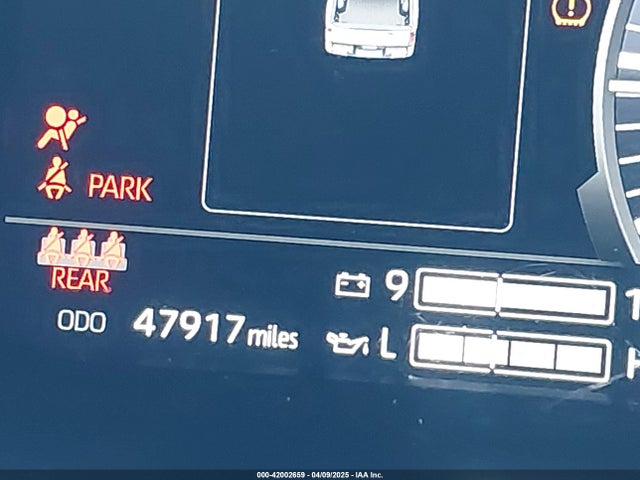 PARK
REAR
9
ODO 47917 miles
L
000-42002659 - 04/09/2025 - IAA Inc.